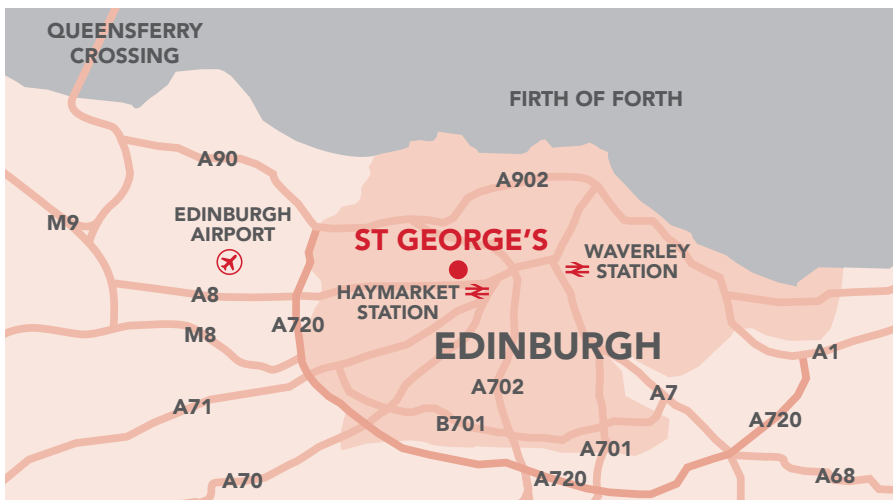 QUEENSFERRY
CROSSING
FIRTH OF FORTH
A90
A902
M9
EDINBURGH
AIRPORT
ST GEORGE'S
WAVERLEY
STATION
A8
HAYMARKET
STATION
A720
M8
EDINBURGH
A1
A702
A7
A71
B701
A720
A701
A70
A720
A68